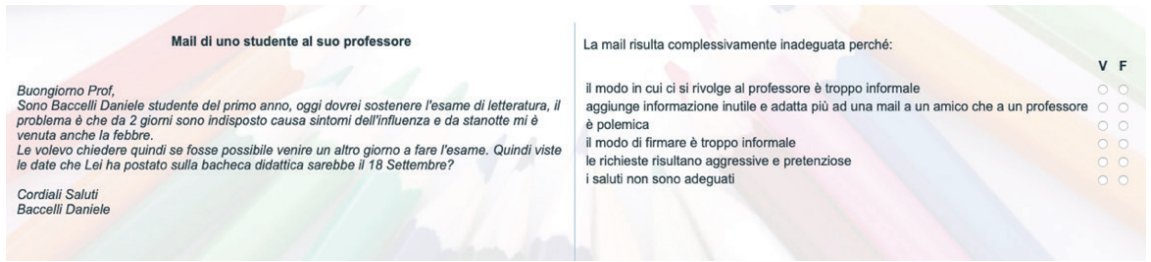 Mail di uno studente al suo professore
Buongiorno Prof,
Sono Baccelli Daniele studente del primo anno, oggi dovrei sostenere l'esame di letteratura, il
problema è che da 2 giorni sono indisposto causa sintomi dell'influenza e da stanotte mi è
venuta anche la febbre.
Le volevo chiedere quindi se fosse possibile venire un altro giorno a fare l'esame. Quindi viste
le date che Lei ha postato sulla bacheca didattica sarebbe il 18 Settembre?
Cordiali Saluti
Baccelli Daniele
La mail risulta complessivamente inadeguata perché:
V F
il modo in cui ci si rivolge al professore è troppo informale
aggiunge informazione inutile e adatta più ad una mail a un amico che a un professore
è polemica
il modo di firmare è troppo informale
le richieste risultano aggressive e pretenziose
i saluti non sono adeguati